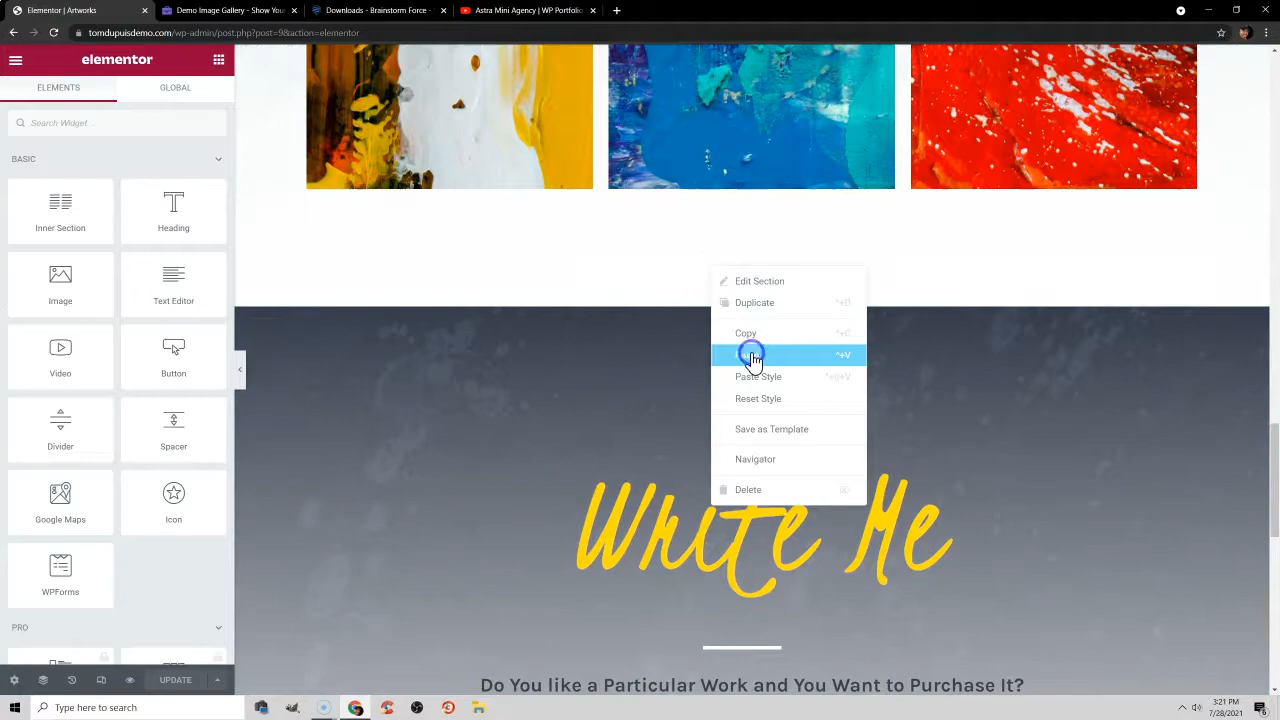 Elementor | Artworks
Demo Image Gallery - Show You
Downloads - Brainstorm Force -
Astra Mini Agency | WP Portfolio
tomdupuisdemo.com/wp-admin/post.php?post=9&action=elementor
elementor
ELEMENTS
GLOBAL
Search Widget...
BASIC
Inner Section
Heading
Image
Text Editor
Video
Button
Divider
Spacer
Google Maps
Icon
WPForms
PRO
UPDATE
Edit Section
Duplicate ^+D
Copy ^+C
^+V
Paste Style ^+⇧+V
Reset Style
Save as Template
Navigator
Delete
Write Me
Do You like a Particular Work and You Want to Purchase It?
Type here to search
3:21 PM
7/28/2021